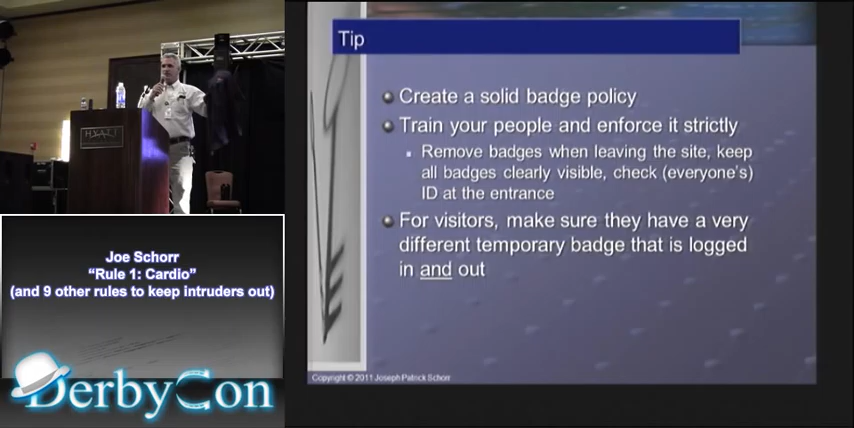 HYATT
Joe Schorr
“Rule 1: Cardio”
(and 9 other rules to keep intruders out)
DerbyCon
Tip
Create a solid badge policy
Train your people and enforce it strictly
Remove badges when leaving the site, keep
all badges clearly visible, check (everyone's)
ID at the entrance
For visitors, make sure they have a very
different temporary badge that is logged
in and out
Copyright © 2011 Joseph Patrick Schorr